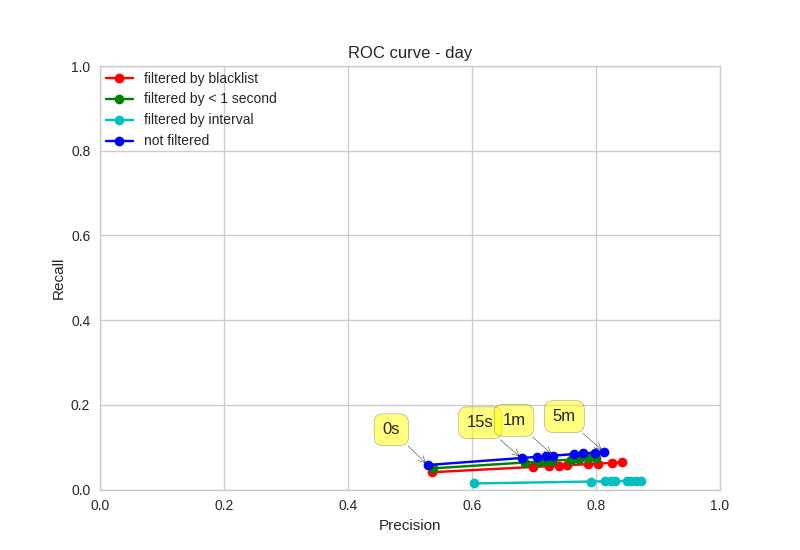 ROC curve - day
filtered by blacklist
filtered by < 1 second
filtered by interval
not filtered
1.0
0.8
0.6
0.4
0.2
0.0
Recall
0s
15s
1m
5m
0.0
0.2
0.4
0.6
0.8
1.0
Precision